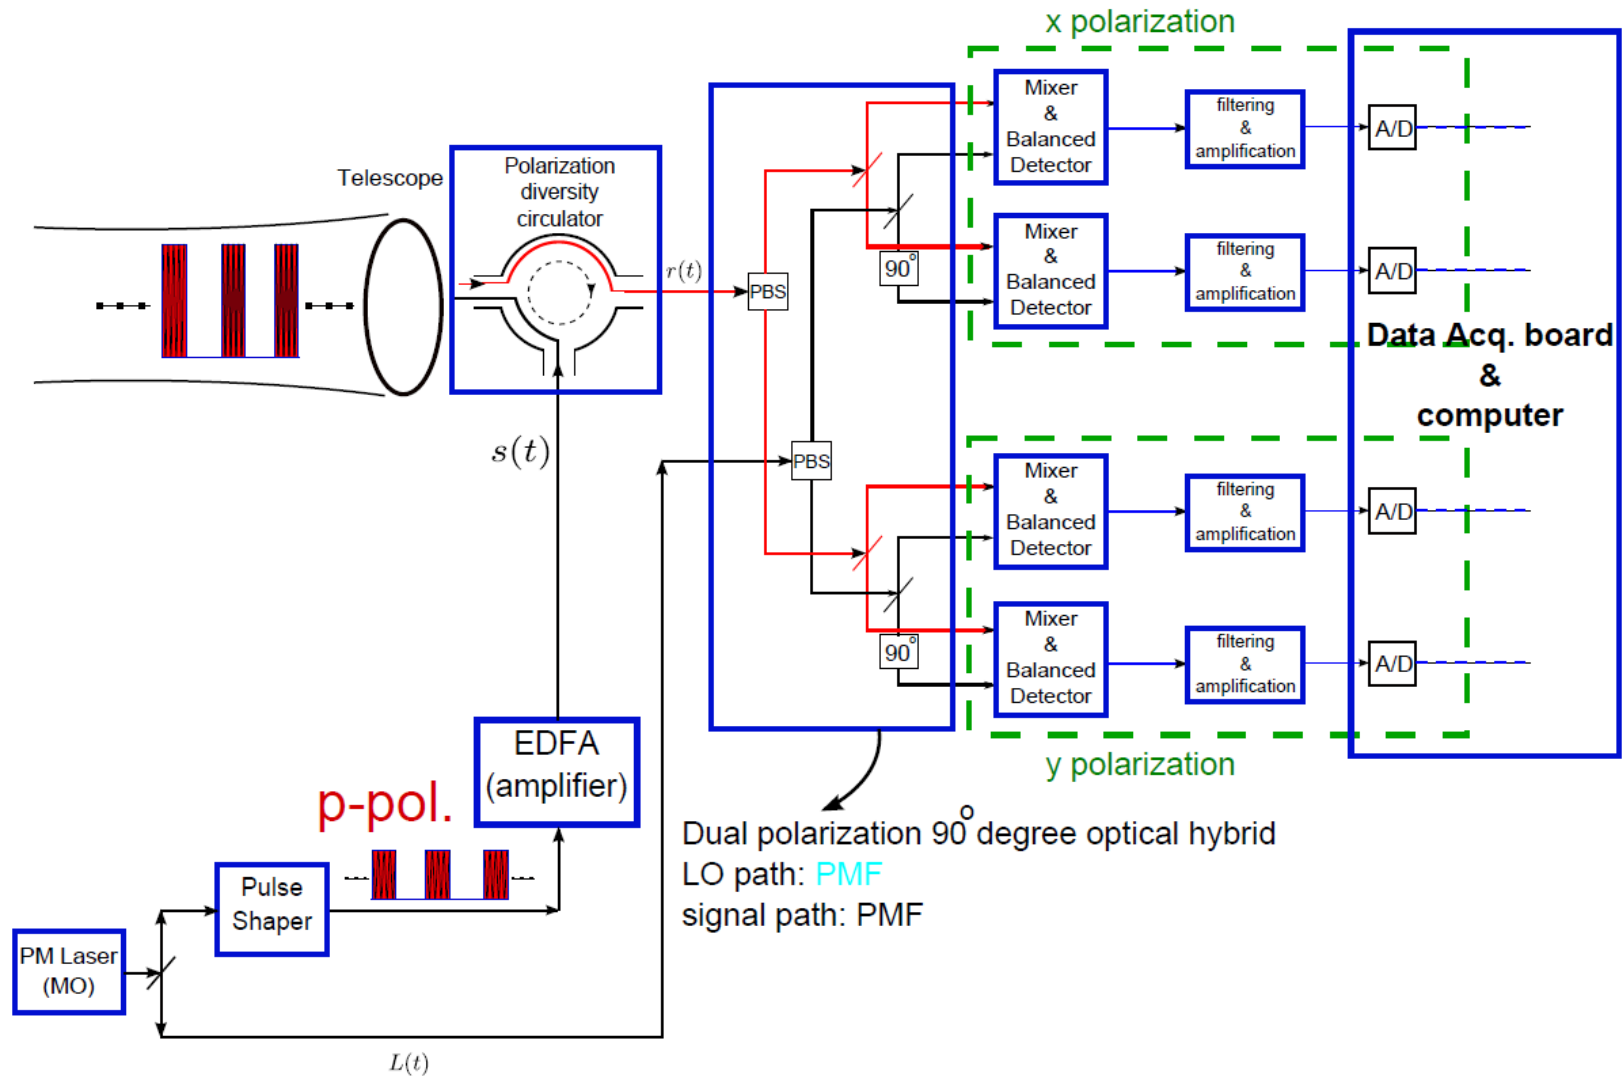 x polarization
Telescope
Polarization
diversity
circulator
r(t)
PBS
PBS
s(t)
90°
90°
Mixer
&
Balanced
Detector
filtering
&
amplification
A/D
Mixer
&
Balanced
Detector
filtering
&
amplification
A/D
Data Acq. board
&
computer
Mixer
&
Balanced
Detector
filtering
&
amplification
A/D
Mixer
&
Balanced
Detector
filtering
&
amplification
A/D
y polarization
EDFA
(amplifier)
p-pol.
Pulse
Shaper
PM Laser
(MO)
L(t)
Dual polarization 90° degree optical hybrid
LO path: PMF
signal path: PMF